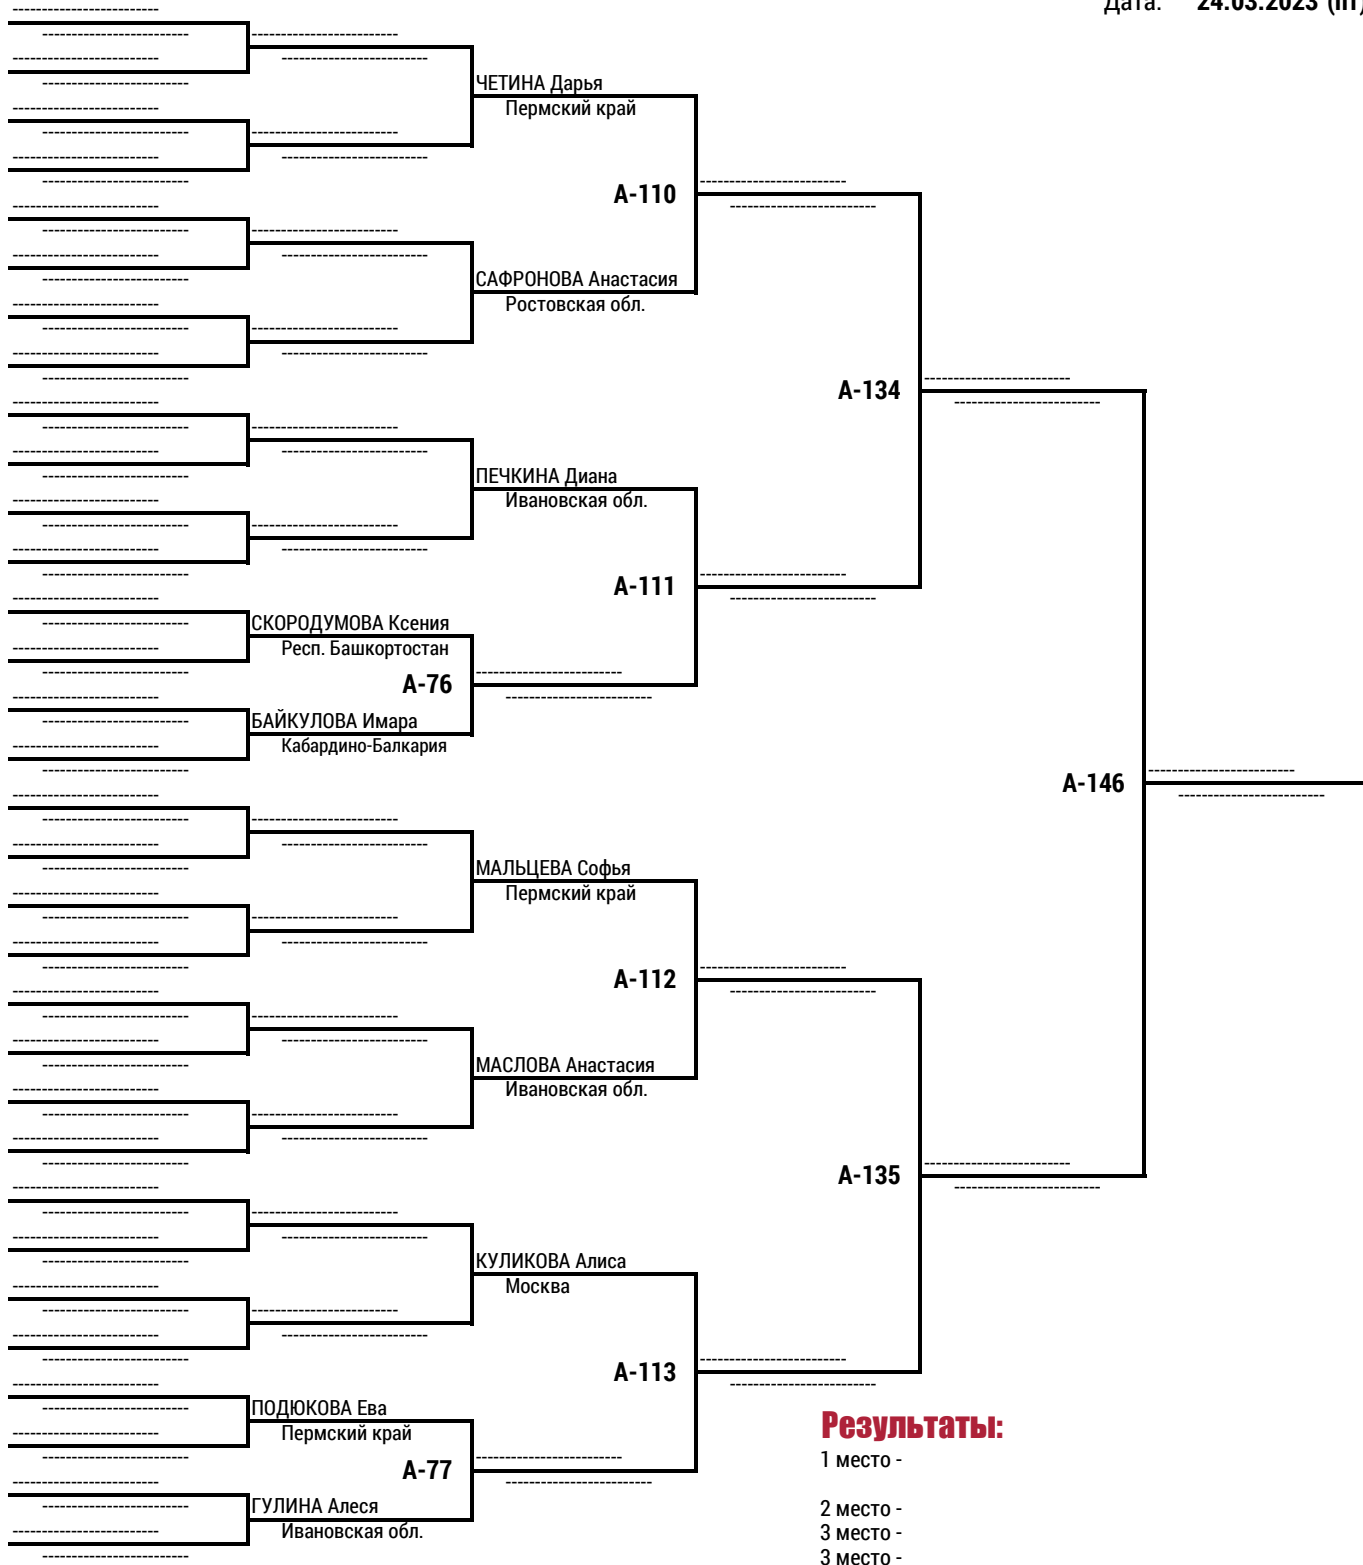 Дата: 24.03.2023 (пт)
ЧЕТИНА Дарья
Пермский край
А-110
САФРОНОВА Анастасия
Ростовская обл.
А-134
ПЕЧКИНА Диана
Ивановская обл.
А-111
СКОРОДУМОВА Ксения
Респ. Башкортостан
А-76
БАЙКУЛОВА Имара
Кабардино-Балкария
А-146
МАЛЬЦЕВА Софья
Пермский край
А-112
МАСЛОВА Анастасия
Ивановская обл.
А-135
КУЛИКОВА Алиса
Москва
А-113
ПОДЮКОВА Ева
Пермский край
А-77
ГУЛИНА Алеся
Ивановская обл.
Результаты:
1 место -
2 место -
3 место -
3 место -